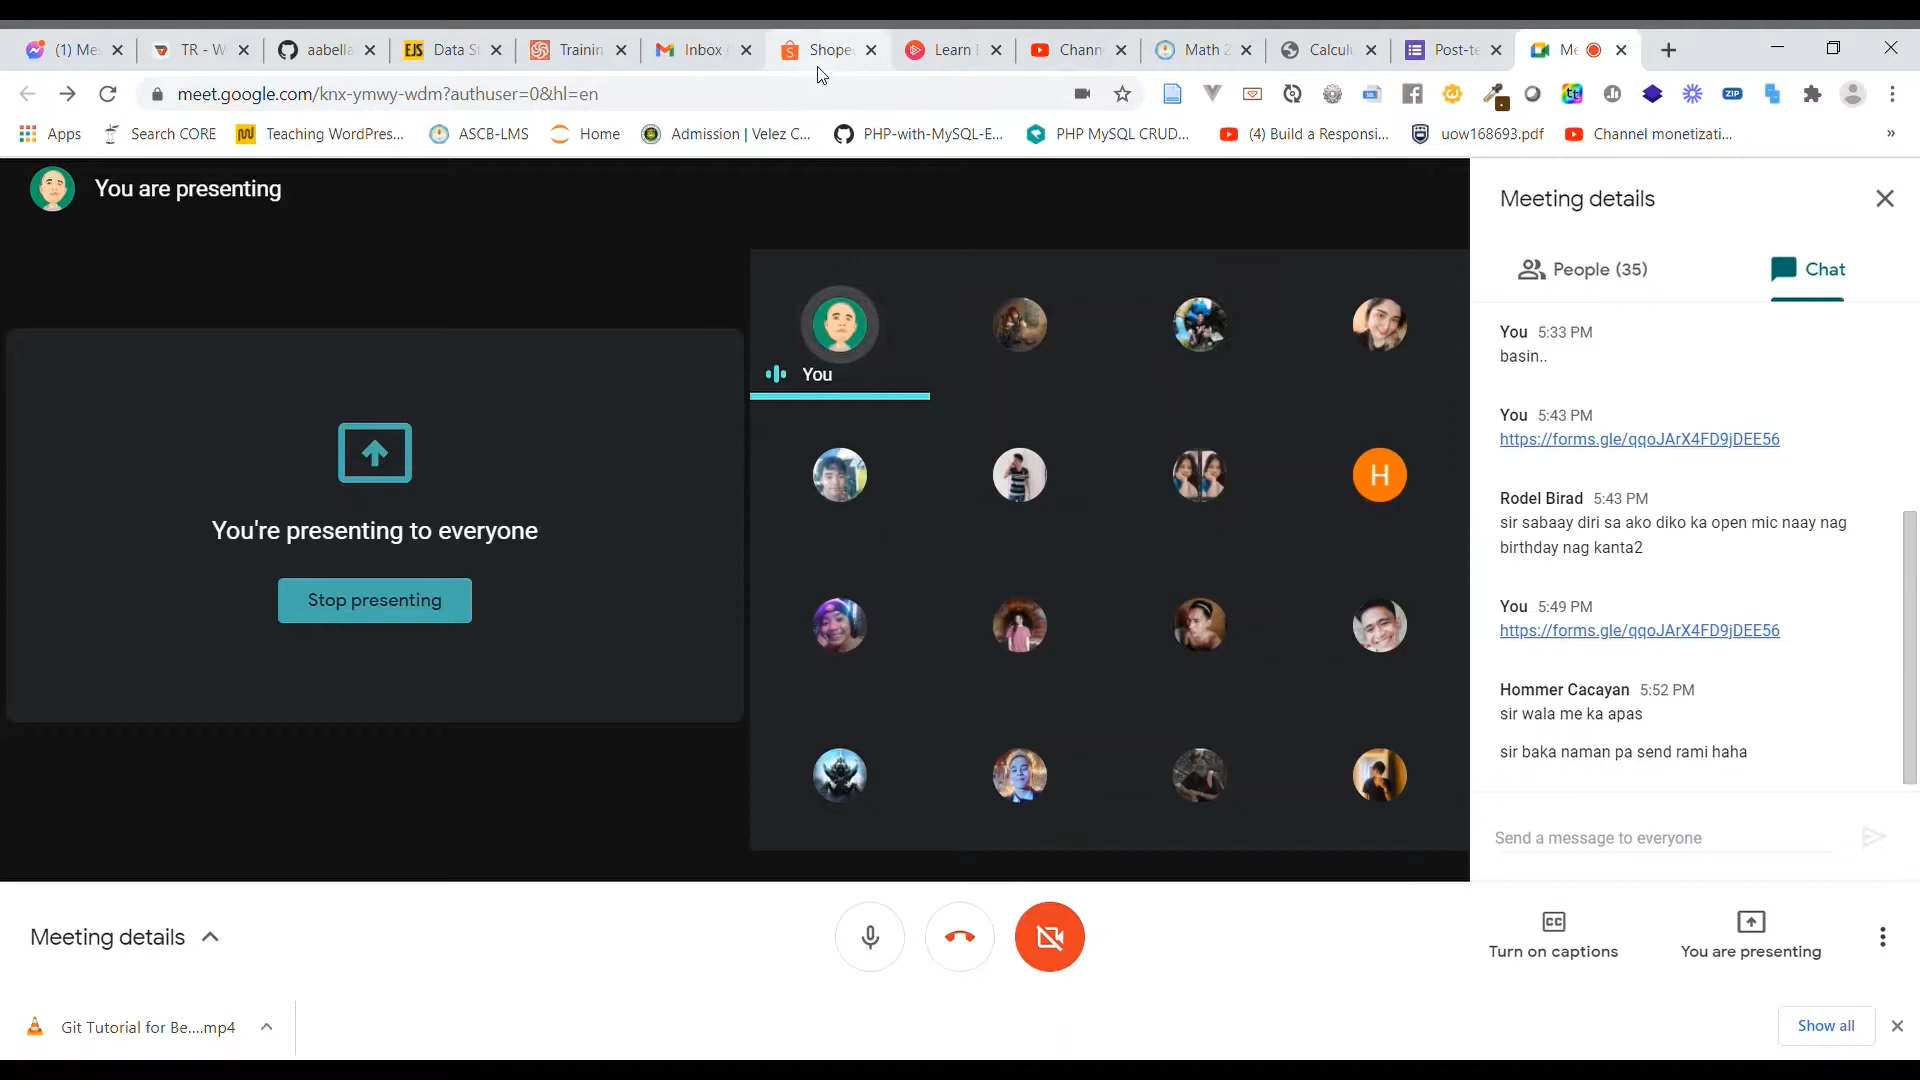 (1) Me
TR - W
aabella
EJS
Data S
Trainin
Inbox
Shope
Learn
Chann
Math 2
Calcul
Post-te
Me
meet.google.com/knx-ymwy-wdm?authuser=0&hl=en
ZIP
Apps
Search CORE
Teaching WordPres...
ASCB-LMS
Home
Admission | Velez C...
PHP-with-MySQL-E...
PHP MySQL CRUD...
(4) Build a Responsi...
uow168693.pdf
Channel monetizati...
»
You are presenting
You're presenting to everyone
Stop presenting
You
H
Meeting details
People (35)
Chat
You 5:33 PM
basin..
You 5:43 PM
https://forms.gle/qqoJArX4FD9jDEE56
Rodel Birad 5:43 PM
sir sabaay diri sa ako diko ka open mic naay nag
birthday nag kanta2
You 5:49 PM
https://forms.gle/qqoJArX4FD9jDEE56
Hommer Cacayan 5:52 PM
sir wala me ka apas
sir baka naman pa send rami haha
Send a message to everyone
Meeting details
CC
Turn on captions
You are presenting
Git Tutorial for Be....mp4
Show all